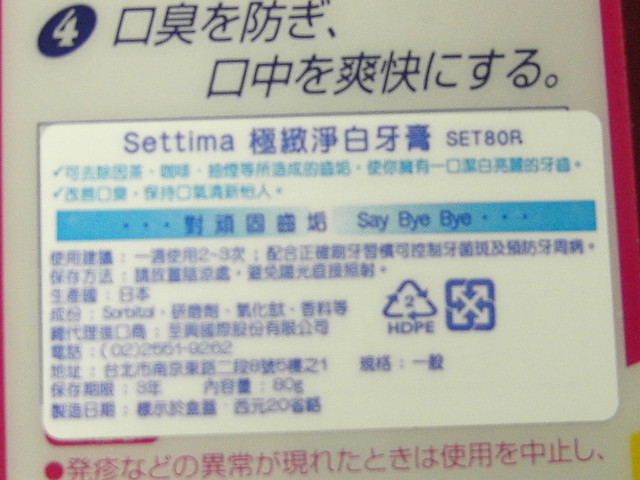 4 口臭を防ぎ、
口中を爽快にする。
Settima 極緻淨白牙膏 SET80R
✓可去除因茶、咖啡、抽煙等所造成的齒垢，使你擁有一口潔白亮麗的牙齒。
✓改善口臭，保持口氣清新怡人。
···對頑固齒垢 Say Bye Bye···
使用建議：一週使用2~3次；配合正確刷牙習慣可控制牙菌斑及預防牙周病。
保存方法：請放置陰涼處，避免陽光直接照射。
生產國：日本
成份：Sorbitol、研磨劑、氧化鈦、香料等
總代理進口商：至興國際股份有限公司
電話：(02)2551-9262
地址：台北市南京東路二段8號5樓之1 規格：一般
保存期限：3年 內容量：80g
製造日期：標示於盒蓋 西元20省略
2
HDPE
●発疹などの異常が現れたときは使用を中止し、